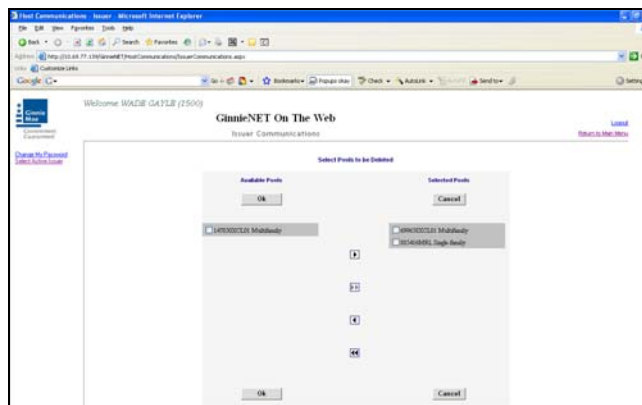 Host Communications - Issuer - Microsoft Internet Explorer
File Edit View Favorites Tools Help
Back Search Favorites
Address
Links Customize Links
Google Go Bookmarks Popups okay Check AutoLink Send to Settings
Welcome WADE GAYLE (1500)
Ginnie Mae
GinnieNET On The Web
Issuer Communications
Logout
Return to Main Menu
Change My Password
Select Active Issuer
Select Pools to be Deleted
Available Pools Selected Pools
Ok Cancel
Multifamily
Multifamily
Single-family
Ok Cancel